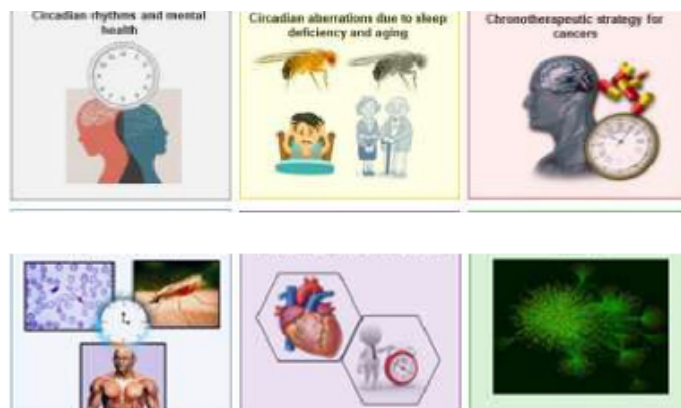 Circadian rhythms and mental
health
Circadian aberrations due to sleep
deficiency and aging
Chronotherapeutic strategy for
cancers